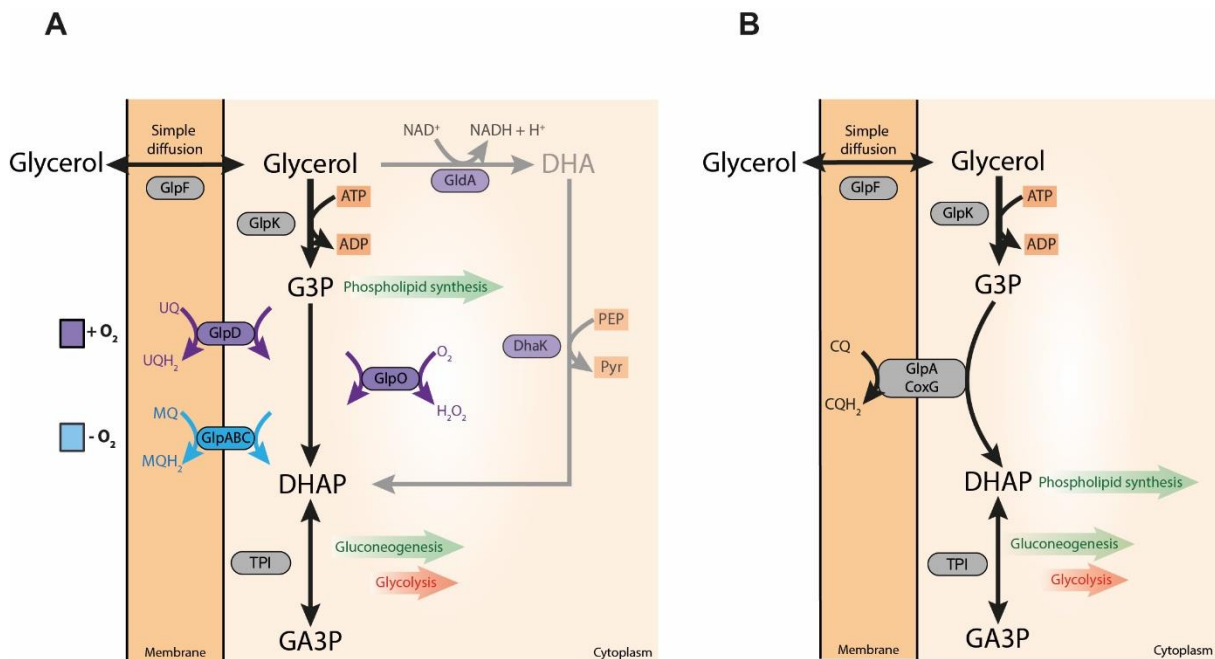 A
Simple
diffusion
Glycerol
Glycerol
GlpF
NAD⁺
NADH + H⁺
DHA
GldA
GlpK
ATP
ADP
G3P
Phospholipid synthesis
UQ
GlpD
UQH₂
+ O₂
O₂
GlpO
H₂O₂
PEP
DhaK
Pyr
MQ
GlpABC
MQH₂
- O₂
DHAP
Gluconeogenesis
TPI
Glycolysis
GA3P
Membrane
Cytoplasm
B
Simple
diffusion
Glycerol
Glycerol
GlpF
GlpK
ATP
ADP
G3P
CQ
GlpA
CoxG
CQH₂
DHAP
Phospholipid synthesis
Gluconeogenesis
TPI
Glycolysis
GA3P
Membrane
Cytoplasm